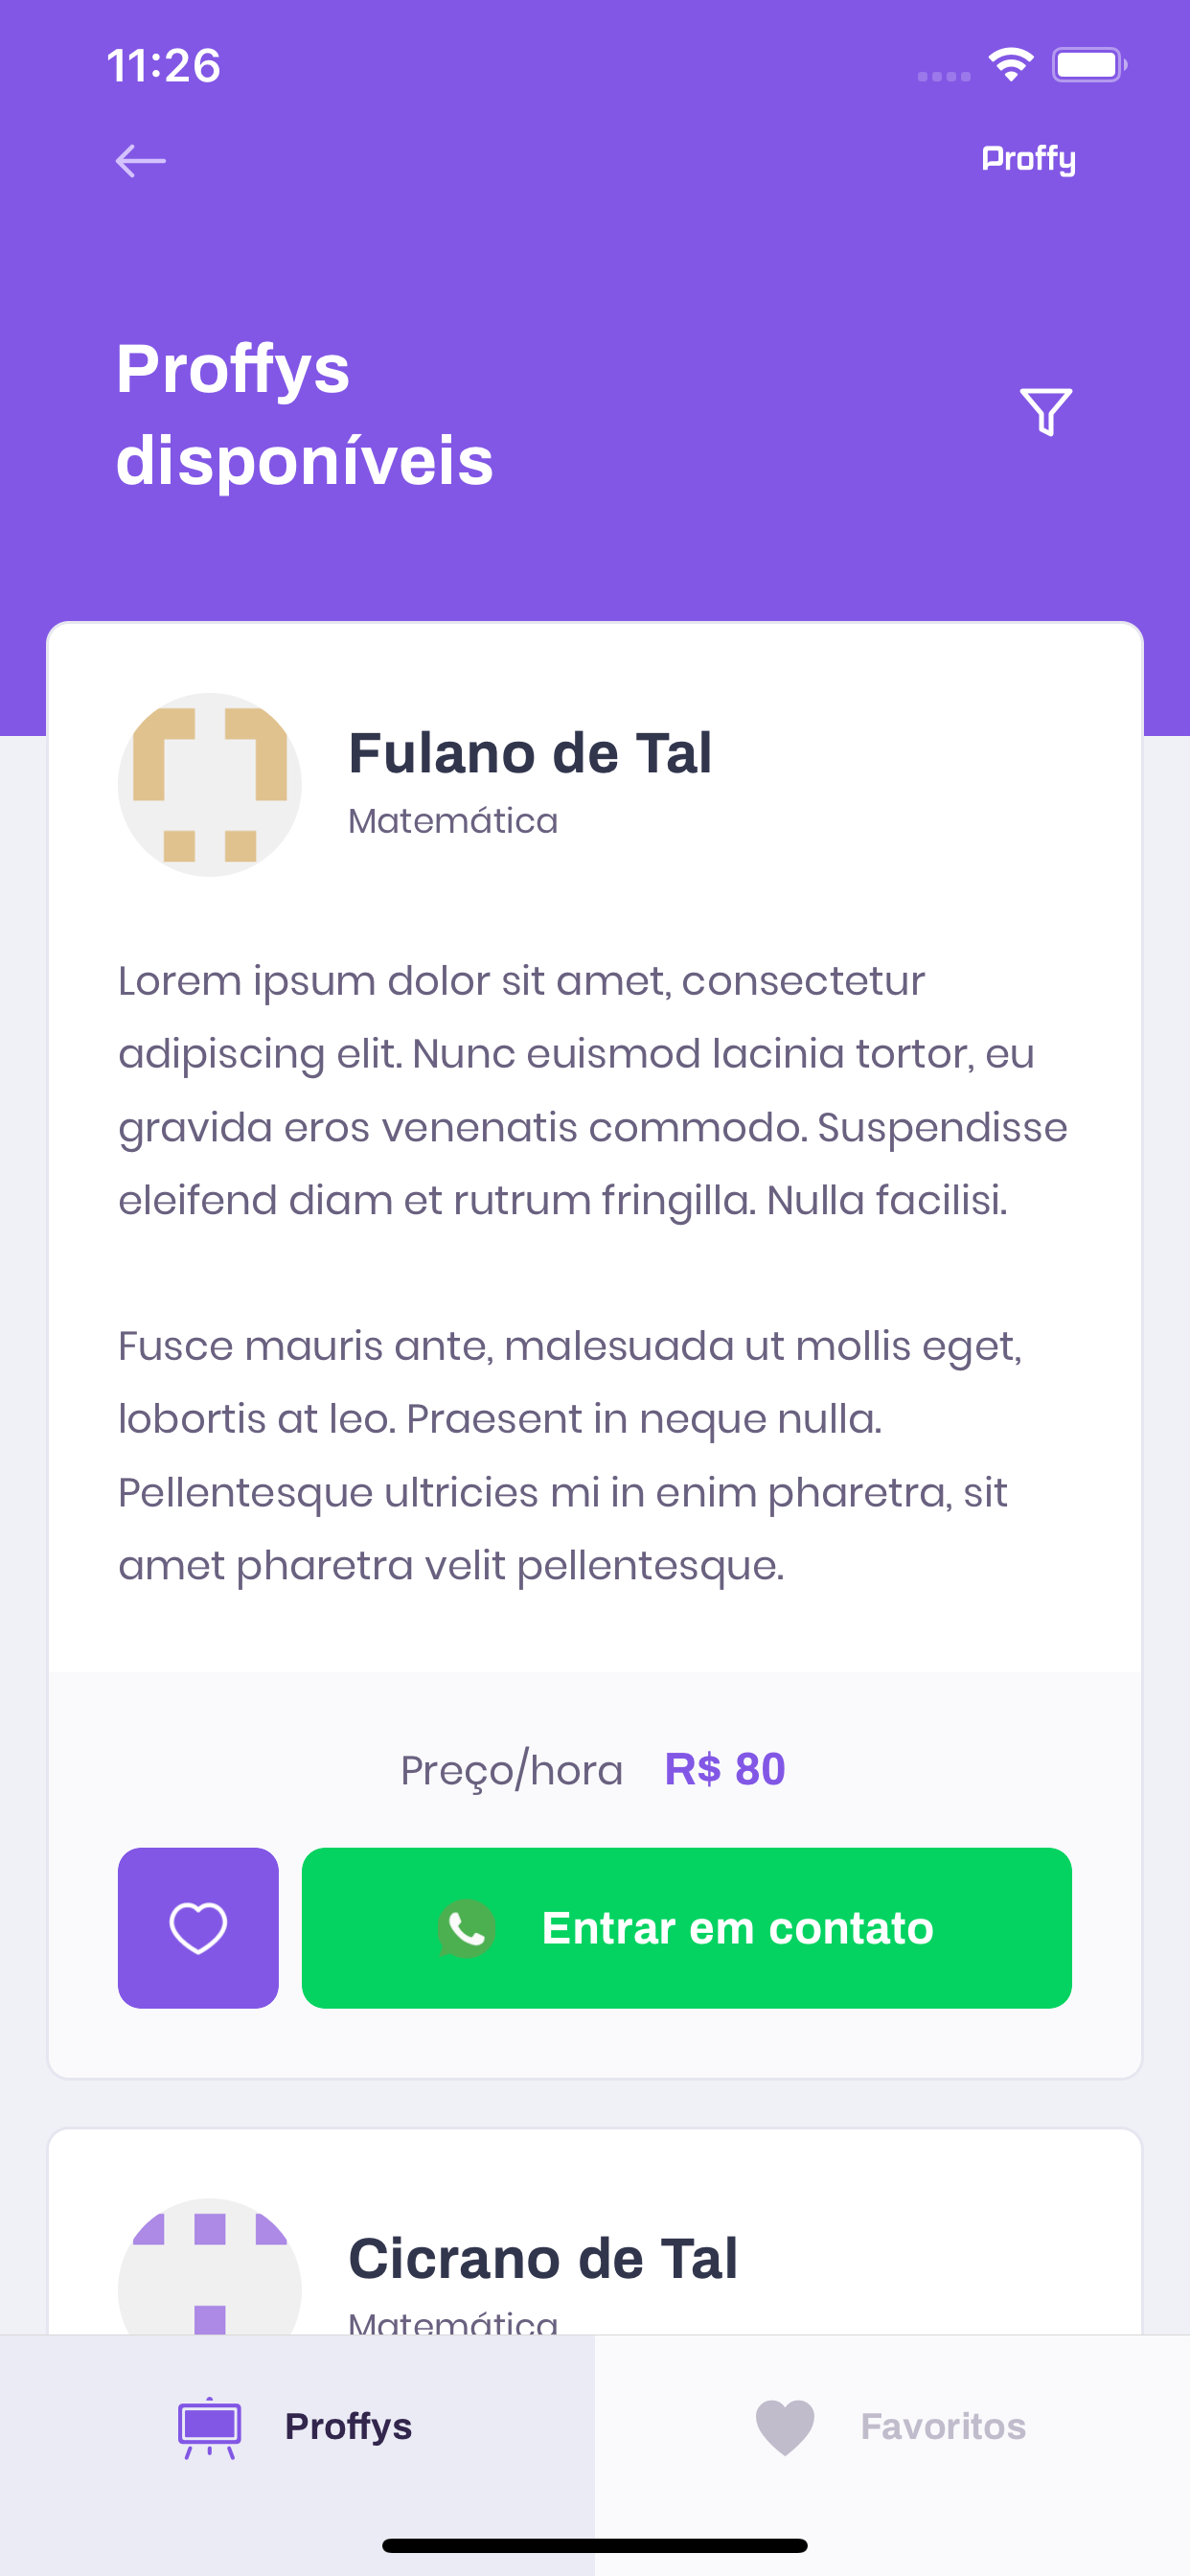 11:26
Proffy
Proffys
disponíveis
Fulano de Tal
Matemática
Lorem ipsum dolor sit amet, consectetur
adipiscing elit. Nunc euismod lacinia tortor, eu
gravida eros venenatis commodo. Suspendisse
eleifend diam et rutrum fringilla. Nulla facilisi.
Fusce mauris ante, malesuada ut mollis eget,
lobortis at leo. Praesent in neque nulla.
Pellentesque ultricies mi in enim pharetra, sit
amet pharetra velit pellentesque.
Preço/hora R$ 80
Entrar em contato
Cicrano de Tal
Matemática
Proffys
Favoritos